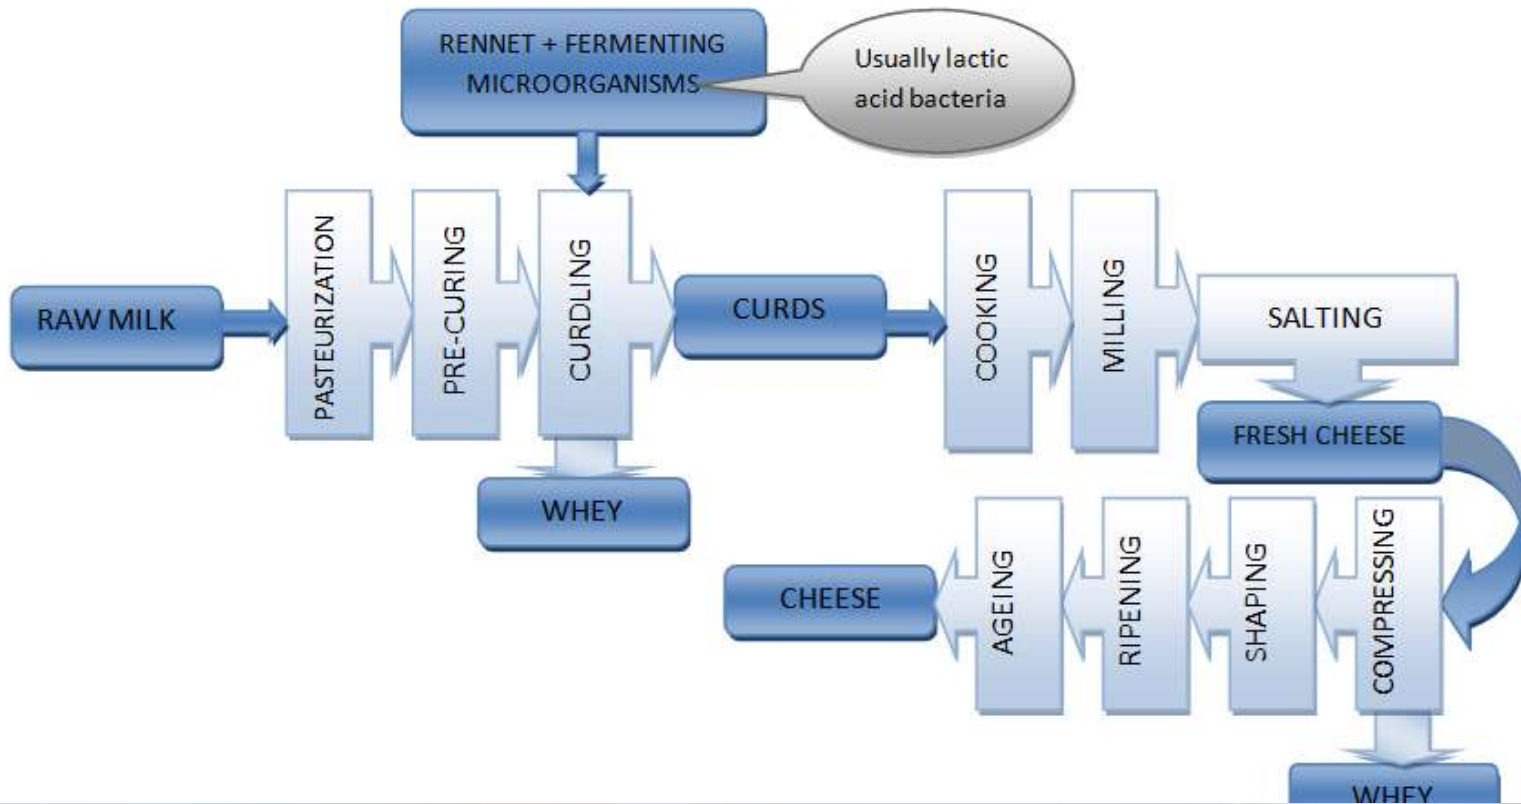 RENNET + FERMENTING
MICROORGANISMS
Usually lactic
acid bacteria
RAW MILK
PASTEURIZATION
PRE-CURING
CURDLING
CURDS
COOKING
MILLING
SALTING
WHEY
FRESH CHEESE
COMPRESSING
SHAPING
RIPENING
AGEING
CHEESE
WHEY